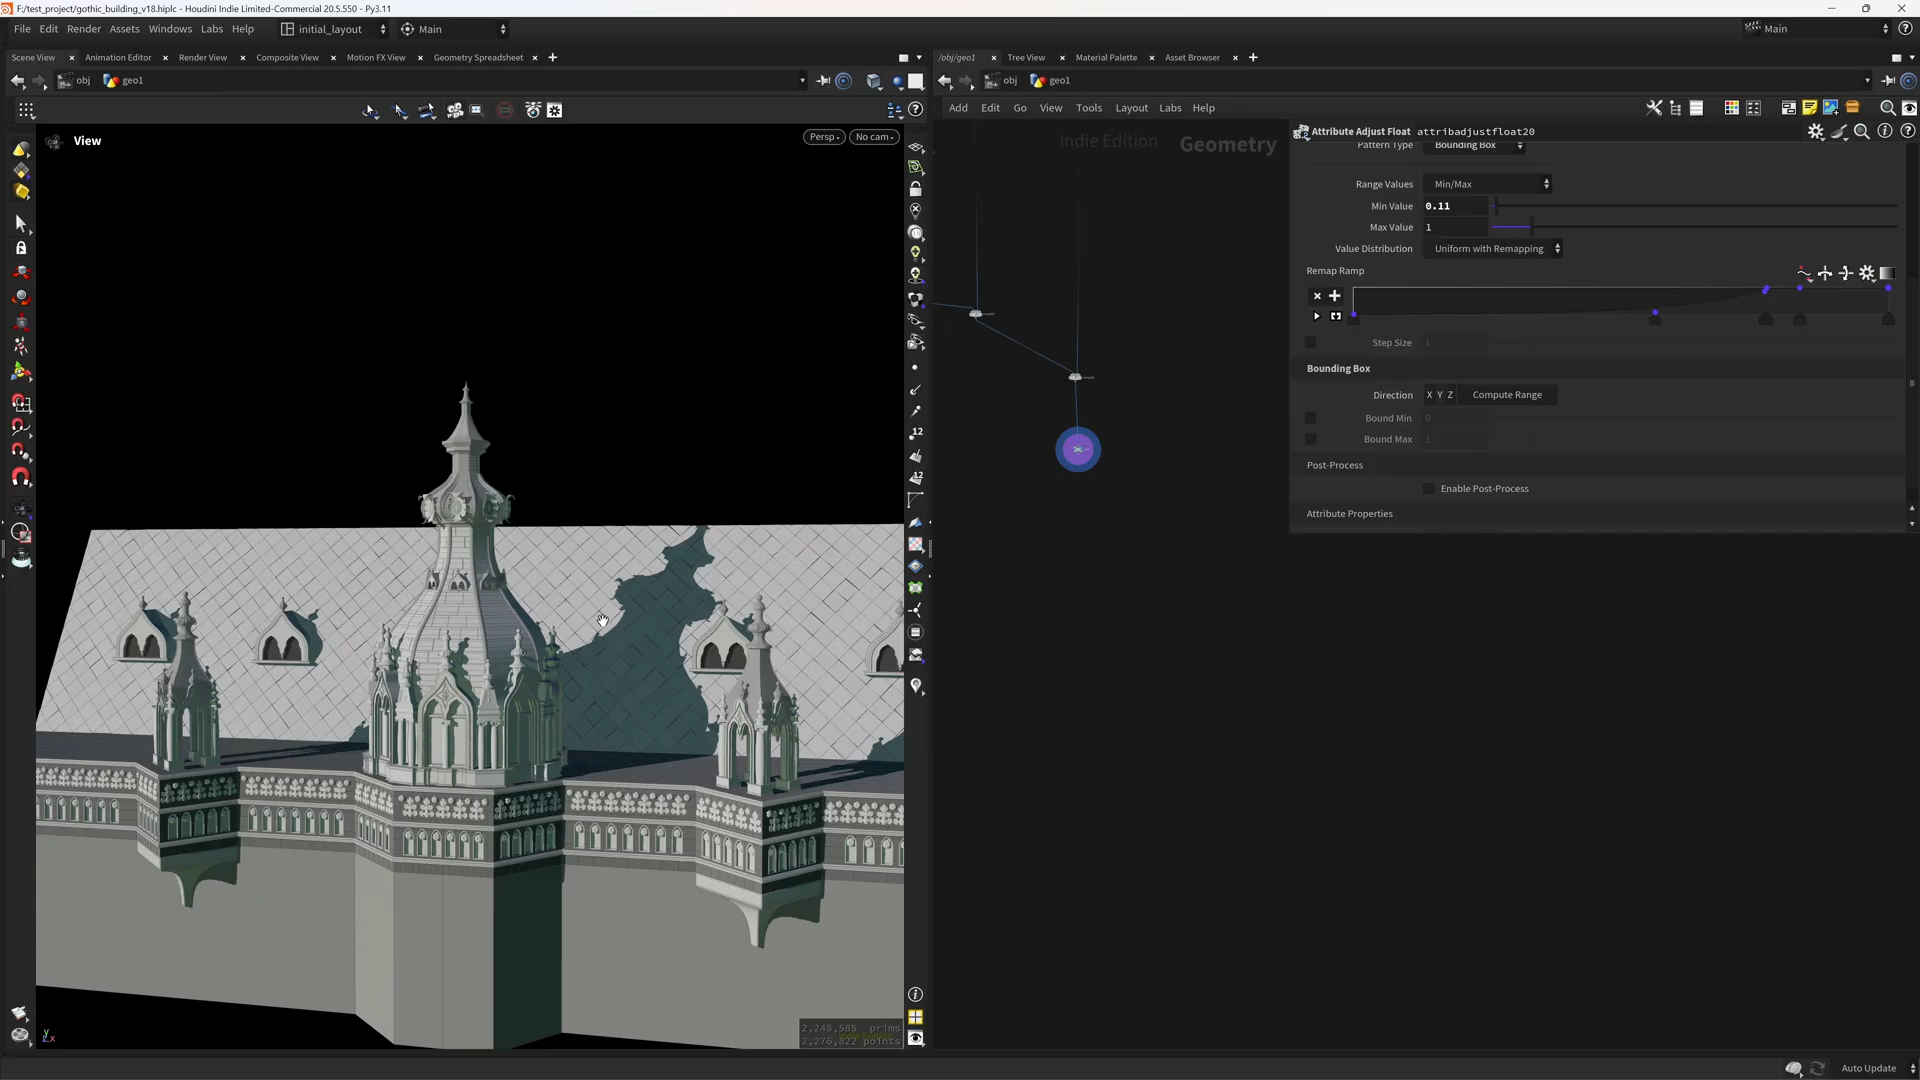 F:/test_project/gothic_building_v18.hiplc - Houdini Indie Limited-Commercial 20.5.550 - Py3.11
File Edit Render Assets Windows Labs Help initial_layout Main
Main
Scene View Animation Editor Render View Composite View Motion FX View Geometry Spreadsheet
/obj/geo1 Tree View Material Palette Asset Browser
obj geo1
obj geo1
Add Edit Go View Tools Layout Labs Help
View
Persp No cam
Indie Edition Geometry
Attribute Adjust Float attribadjustfloat20
Pattern Type Bounding Box
Range Values Min/Max
Min Value 0.11
Max Value 1
Value Distribution Uniform with Remapping
Remap Ramp
Step Size 1
Bounding Box
Direction X Y Z Compute Range
Bound Min 0
Bound Max 1
Post-Process
Enable Post-Process
Attribute Properties
12
12
2,248,585 prims
2,276,822 points
y
z x
Auto Update